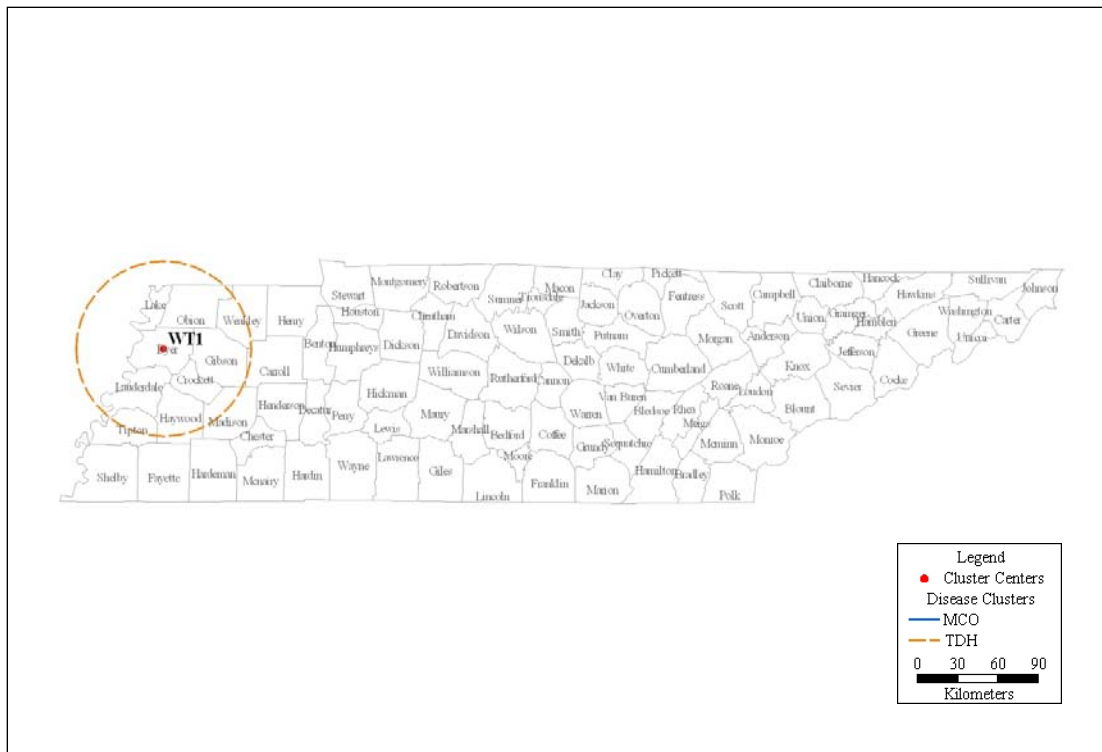 Clay
Pickett
Hancock
Sullivan
Lake
Obion
Weakley
Henry
Stewart
Montgomery
Robertson
Sumner
Trousdale
Macon
Jackson
Overton
Fentress
Scott
Campbell
Claiborne
Hawkins
Johnson
Houston
Cheatham
Union
Grainger
Hamblen
Washington
Carter
WT1
Dyer
Gibson
Carroll
Benton
Humphreys
Dickson
Davidson
Wilson
Smith
Putnam
Morgan
Anderson
Greene
Unicoi
Lauderdale
Crockett
Williamson
Rutherford
Cannon
Dekalb
White
Cumberland
Roane
Loudon
Knox
Jefferson
Sevier
Cocke
Tipton
Haywood
Madison
Henderson
Decatur
Perry
Hickman
Maury
Van Buren
Bledsoe
Rhea
Meigs
Blount
Chester
Lewis
Marshall
Bedford
Coffee
Warren
Grundy
Sequatchie
Mcminn
Monroe
Shelby
Fayette
Hardeman
Mcnairy
Hardin
Wayne
Lawrence
Giles
Moore
Lincoln
Franklin
Marion
Hamilton
Bradley
Polk
Legend
Cluster Centers
Disease Clusters
MCO
TDH
0 30 60 90
Kilometers